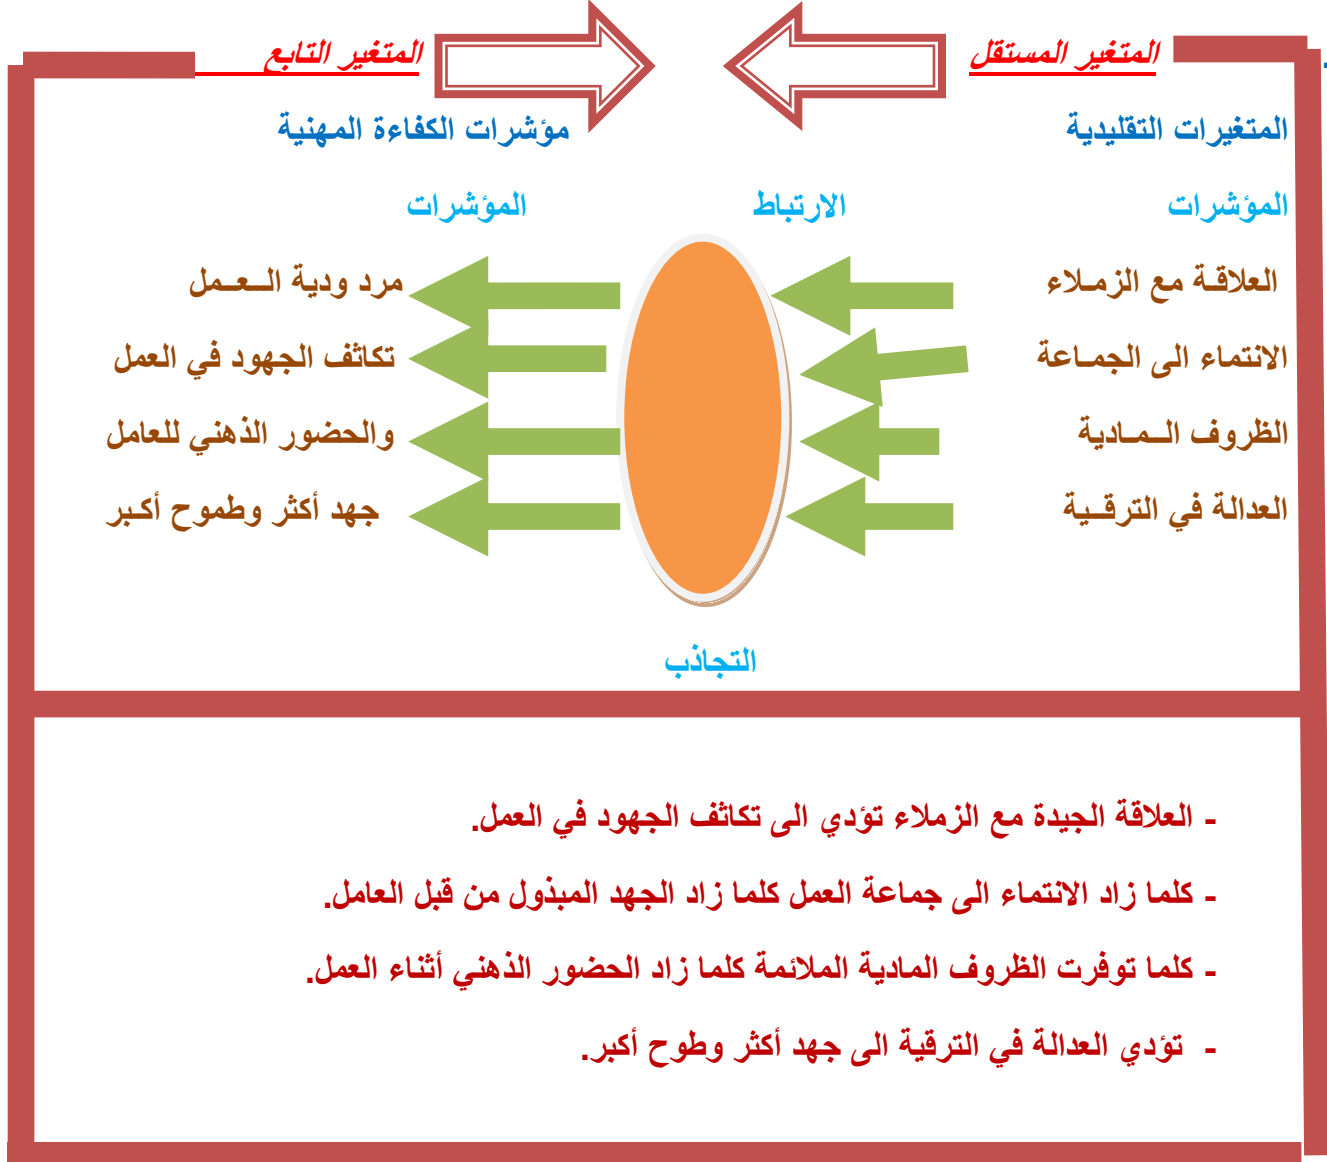 المتغير المستقل المتغير التابع
المتغيرات التقليدية مؤشرات الكفاءة المهنية
المؤشرات الارتباط المؤشرات
العلاقـة مع الزمـلاء مرد ودية الـعـمل
الانتماء الى الجمـاعة تكاثف الجهود في العمل
الظروف الـمـادية والحضور الذهني للعامل
العدالة في الترقـية جهد أكثر وطموح أكـبر
التجاذب
- العلاقة الجيدة مع الزملاء تؤدي الى تكاثف الجهود في العمل.
- كلما زاد الانتماء الى جماعة العمل كلما زاد الجهد المبذول من قبل العامل.
- كلما توفرت الظروف المادية الملائمة كلما زاد الحضور الذهني أثناء العمل.
- تؤدي العدالة في الترقية الى جهد أكثر وطوح أكبر.